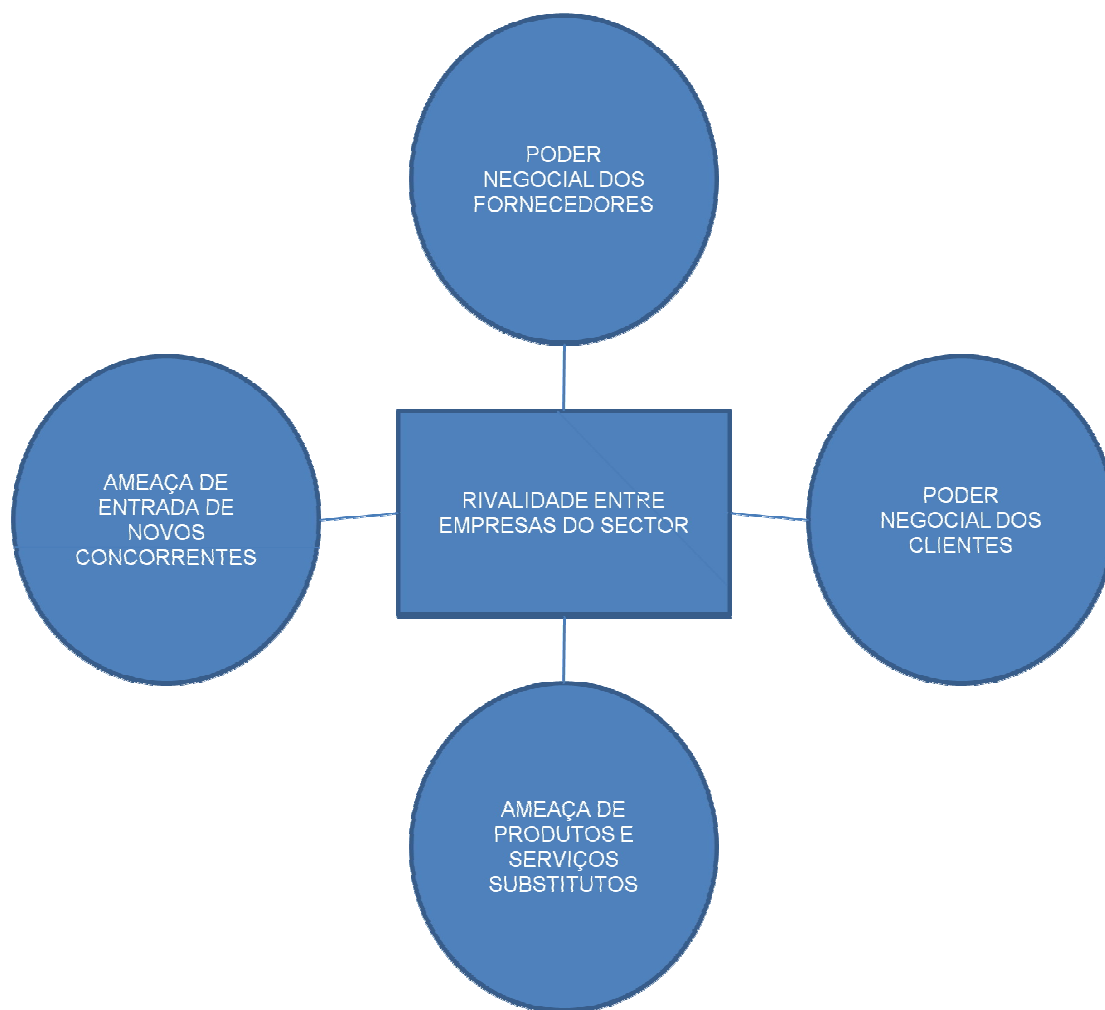 PODER
NEGOCIAL DOS
FORNECEDORES
AMEAÇA DE
ENTRADA DE
NOVOS
CONCORRENTES
RIVALIDADE ENTRE
EMPRESAS DO SECTOR
PODER
NEGOCIAL DOS
CLIENTES
AMEAÇA DE
PRODUTOS E
SERVIÇOS
SUBSTITUTOS